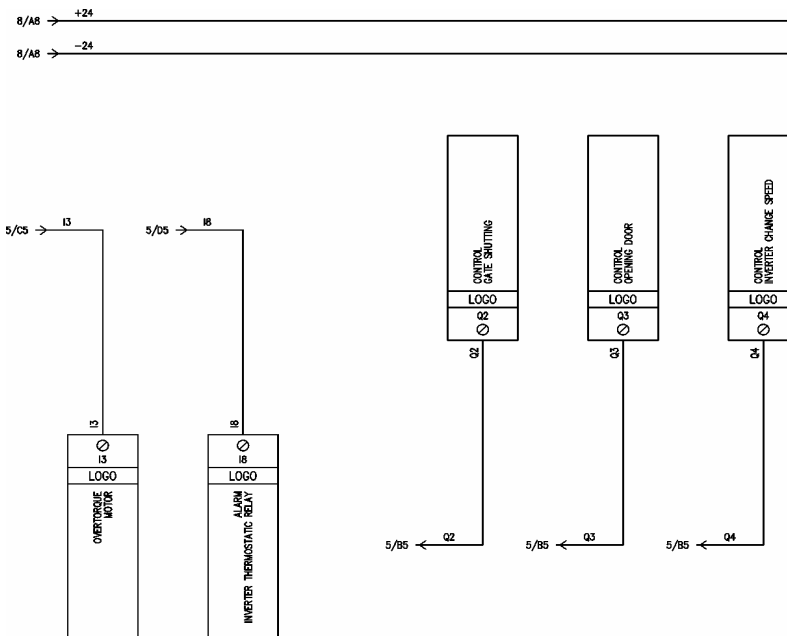 8/A8 +24
8/A8 -24
5/C5 I3
5/D5 I8
CONTROL
GATE SHUTTING
LOGO
Q2
Q2
CONTROL
OPENING DOOR
LOGO
Q3
Q3
CONTROL
INVERTER CHANGE SPEED
LOGO
Q4
Q4
I3
I3
LOGO
OVERTORQUE
MOTOR
I8
I8
LOGO
ALARM
INVERTER THERMOSTATIC RELAY
5/B5 Q2
5/B5 Q3
5/B5 Q4